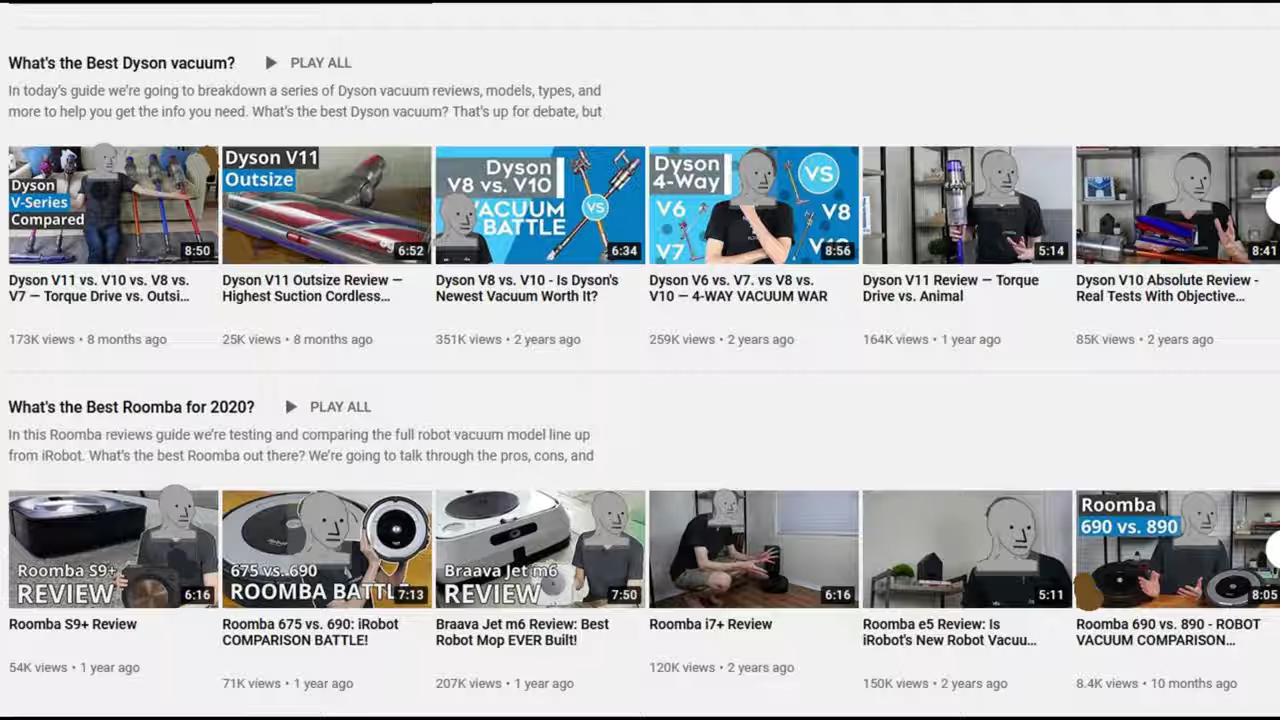 What's the Best Dyson vacuum?
PLAY ALL
In today's guide we're going to breakdown a series of Dyson vacuum reviews, models, types, and
more to help you get the info you need. What's the best Dyson vacuum? That's up for debate, but
Dyson
V-Series
Compared
8:50
Dyson V11
Outsize
6:52
Dyson
V8 vs. V10
VACUUM
BATTLE
VS
6:34
Dyson
4-Way
VS
V6
V8
V7
8:56
5:14
8:41
Dyson V11 vs. V10 vs. V8 vs.
V7 — Torque Drive vs. Outsi...
173K views • 8 months ago
Dyson V11 Outsize Review —
Highest Suction Cordless...
25K views • 8 months ago
Dyson V8 vs. V10 - Is Dyson's
Newest Vacuum Worth It?
351K views • 2 years ago
Dyson V6 vs. V7. vs V8 vs.
V10 — 4-WAY VACUUM WAR
259K views • 2 years ago
Dyson V11 Review — Torque
Drive vs. Animal
164K views • 1 year ago
Dyson V10 Absolute Review -
Real Tests With Objective...
85K views • 2 years ago
What's the Best Roomba for 2020?
PLAY ALL
In this Roomba reviews guide we're testing and comparing the full robot vacuum model line up
from iRobot. What's the best Roomba out there? We're going to talk through the pros, cons, and
Roomba S9+
REVIEW
6:16
675 vs. 690
ROOMBA BATTL
7:13
Braava Jet m6
REVIEW
7:50
6:16
5:11
Roomba
690 vs. 890
8:05
Roomba S9+ Review
54K views • 1 year ago
Roomba 675 vs. 690: iRobot
COMPARISON BATTLE!
71K views • 1 year ago
Braava Jet m6 Review: Best
Robot Mop EVER Built!
207K views • 1 year ago
Roomba i7+ Review
120K views • 2 years ago
Roomba e5 Review: Is
iRobot's New Robot Vacuu...
150K views • 2 years ago
Roomba 690 vs. 890 - ROBOT
VACUUM COMPARISON...
8.4K views • 10 months ago